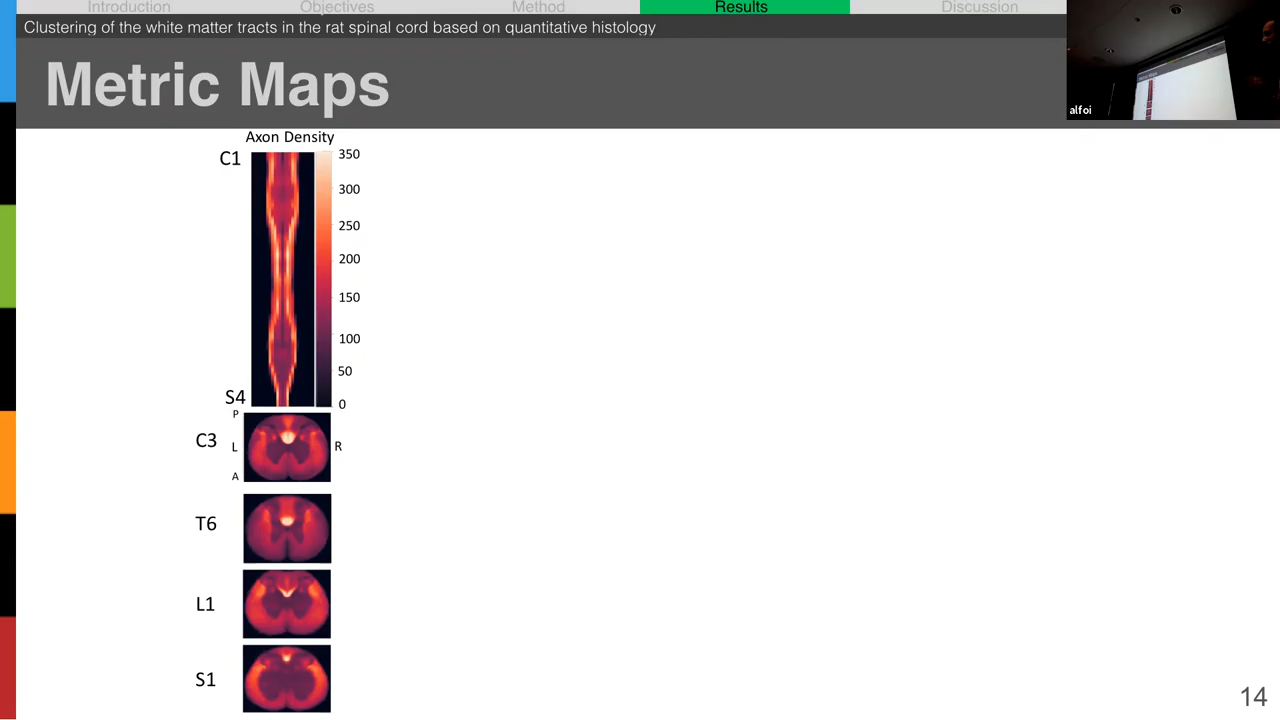 Introduction Objectives Method Results Discussion
Clustering of the white matter tracts in the rat spinal cord based on quantitative histology
Metric Maps
alfoi
Axon Density
C1
350
300
250
200
150
100
50
0
S4
P
C3
L
R
A
T6
L1
S1
14